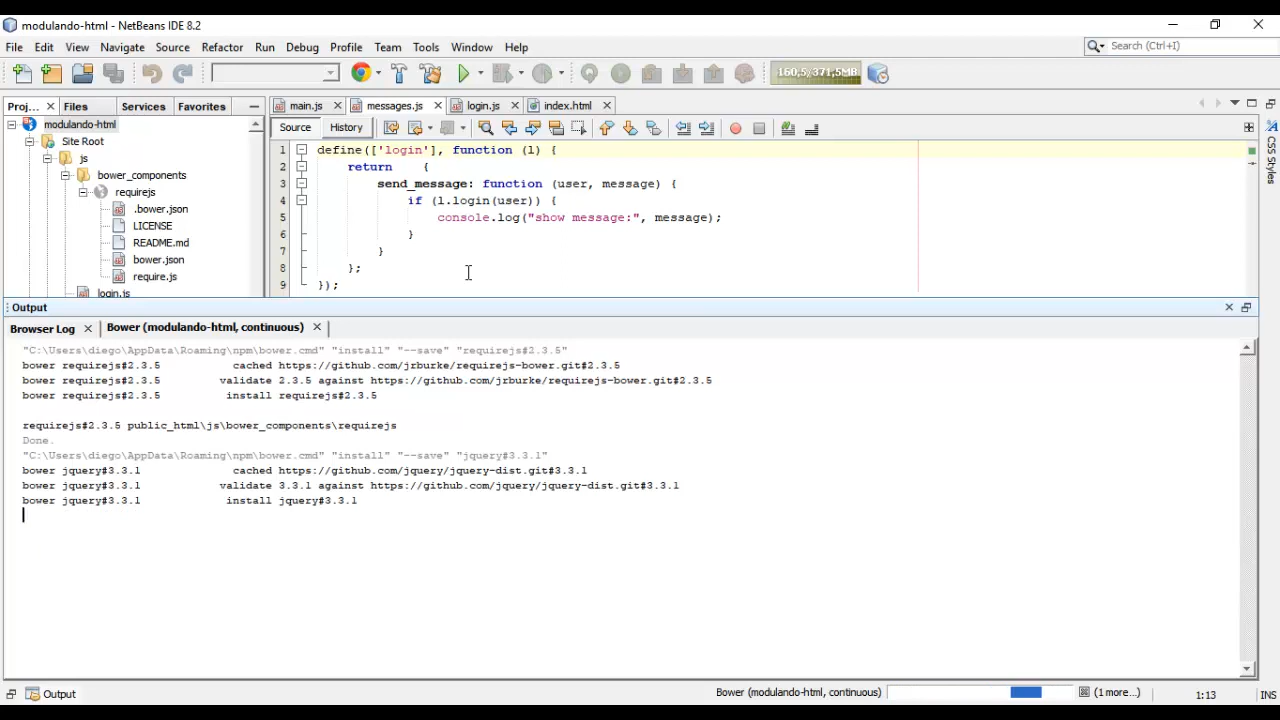 modulando-html - NetBeans IDE 8.2
File Edit View Navigate Source Refactor Run Debug Profile Team Tools Window Help
Search (Ctrl+I)
160,5/371,5MB
Proj... Files Services Favorites
main.js messages.js login.js index.html
modulando-html
Site Root
js
bower_components
requirejs
.bower.json
LICENSE
README.md
bower.json
require.js
login.js
Source History
1 define(['login'], function (l) {
2 return {
3 send_message: function (user, message) {
4 if (l.login(user)) {
5 console.log("show message:", message);
6 }
7 }
8 };
9 });
CSS Styles
Output
Browser Log Bower (modulando-html, continuous)
"C:\Users\diego\AppData\Roaming\npm\bower.cmd" "install" "--save" "requirejs#2.3.5"
bower requirejs#2.3.5 cached https://github.com/jrburke/requirejs-bower.git#2.3.5
bower requirejs#2.3.5 validate 2.3.5 against https://github.com/jrburke/requirejs-bower.git#2.3.5
bower requirejs#2.3.5 install requirejs#2.3.5
requirejs#2.3.5 public_html\js\bower_components\requirejs
Done.
"C:\Users\diego\AppData\Roaming\npm\bower.cmd" "install" "--save" "jquery#3.3.1"
bower jquery#3.3.1 cached https://github.com/jquery/jquery-dist.git#3.3.1
bower jquery#3.3.1 validate 3.3.1 against https://github.com/jquery/jquery-dist.git#3.3.1
bower jquery#3.3.1 install jquery#3.3.1
Output
Bower (modulando-html, continuous)
(1 more...)
1:13
INS